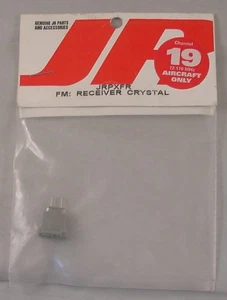 GENUINE JR PARTS
AND ACCESSORIES
JR
Channel
19
72.170 MHz
AIRCRAFT
ONLY
JRPXFR
FM: RECEIVER CRYSTAL